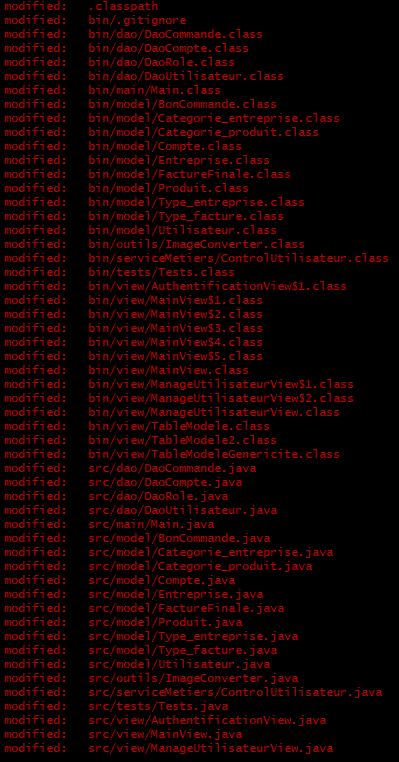 modified:   .classpath
modified:   bin/.gitignore
modified:   bin/dao/DaoCommande.class
modified:   bin/dao/DaoCompte.class
modified:   bin/dao/DaoRole.class
modified:   bin/dao/DaoUtilisateur.class
modified:   bin/main/Main.class
modified:   bin/model/BonCommande.class
modified:   bin/model/Categorie_entreprise.class
modified:   bin/model/Categorie_produit.class
modified:   bin/model/Compte.class
modified:   bin/model/Entreprise.class
modified:   bin/model/FactureFinale.class
modified:   bin/model/Produit.class
modified:   bin/model/Type_entreprise.class
modified:   bin/model/Type_facture.class
modified:   bin/model/Utilisateur.class
modified:   bin/outils/ImageConverter.class
modified:   bin/serviceMetiers/ControlUtilisateur.class
modified:   bin/tests/Tests.class
modified:   bin/view/AuthentificationView$1.class
modified:   bin/view/MainView$1.class
modified:   bin/view/MainView$2.class
modified:   bin/view/MainView$3.class
modified:   bin/view/MainView$4.class
modified:   bin/view/MainView$5.class
modified:   bin/view/MainView.class
modified:   bin/view/ManageUtilisateurView$1.class
modified:   bin/view/ManageUtilisateurView$2.class
modified:   bin/view/ManageUtilisateurView.class
modified:   bin/view/TableModele.class
modified:   bin/view/TableModele2.class
modified:   bin/view/TableModeleGenericite.class
modified:   src/dao/DaoCommande.java
modified:   src/dao/DaoCompte.java
modified:   src/dao/DaoRole.java
modified:   src/dao/DaoUtilisateur.java
modified:   src/main/Main.java
modified:   src/model/BonCommande.java
modified:   src/model/Categorie_entreprise.java
modified:   src/model/Categorie_produit.java
modified:   src/model/Compte.java
modified:   src/model/Entreprise.java
modified:   src/model/FactureFinale.java
modified:   src/model/Produit.java
modified:   src/model/Type_entreprise.java
modified:   src/model/Type_facture.java
modified:   src/model/Utilisateur.java
modified:   src/outils/ImageConverter.java
modified:   src/serviceMetiers/ControlUtilisateur.java
modified:   src/tests/Tests.java
modified:   src/view/AuthentificationView.java
modified:   src/view/MainView.java
modified:   src/view/ManageUtilisateurView.java